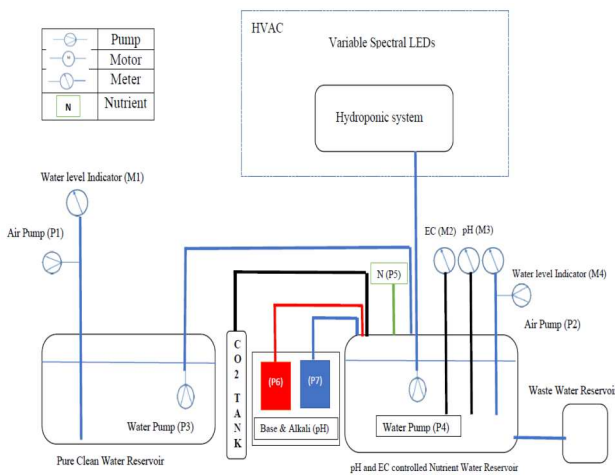 HVAC
Variable Spectral LEDs
Hydroponic system
Pump
Motor
Meter
N
Nutrient
Water level Indicator (M1)
Air Pump (P1)
EC (M2)
pH (M3)
Water level Indicator (M4)
Air Pump (P2)
N (P5)
CO2 TANK
(P6)
(P7)
Base & Alkali (pH)
Water Pump (P3)
Water Pump (P4)
Waste Water Reservoir
Pure Clean Water Reservoir
pH and EC controlled Nutrient Water Reservoir